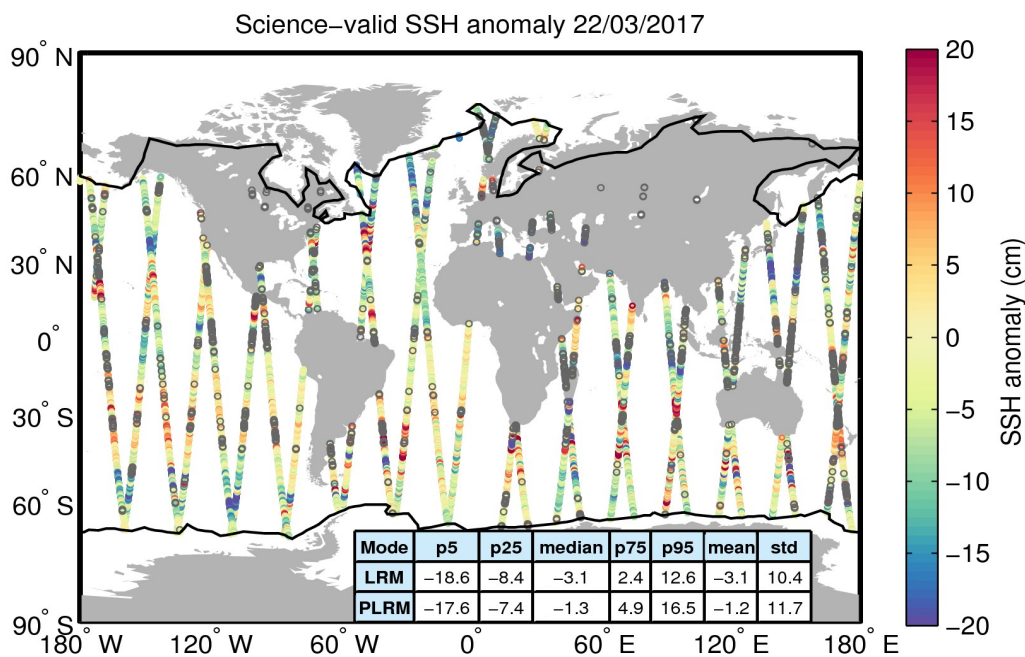 Science−valid SSH anomaly 22/03/2017
90° N
60° N
30° N
0°
30° S
60° S
90° S
180° W
120° W
60° W
0°
60° E
120° E
180° E
Mode p5 p25 median p75 p95 mean std
LRM −18.6 −8.4 −3.1 2.4 12.6 −3.1 10.4
PLRM −17.6 −7.4 −1.3 4.9 16.5 −1.2 11.7
20
15
10
5
0
−5
−10
−15
−20
SSH anomaly (cm)